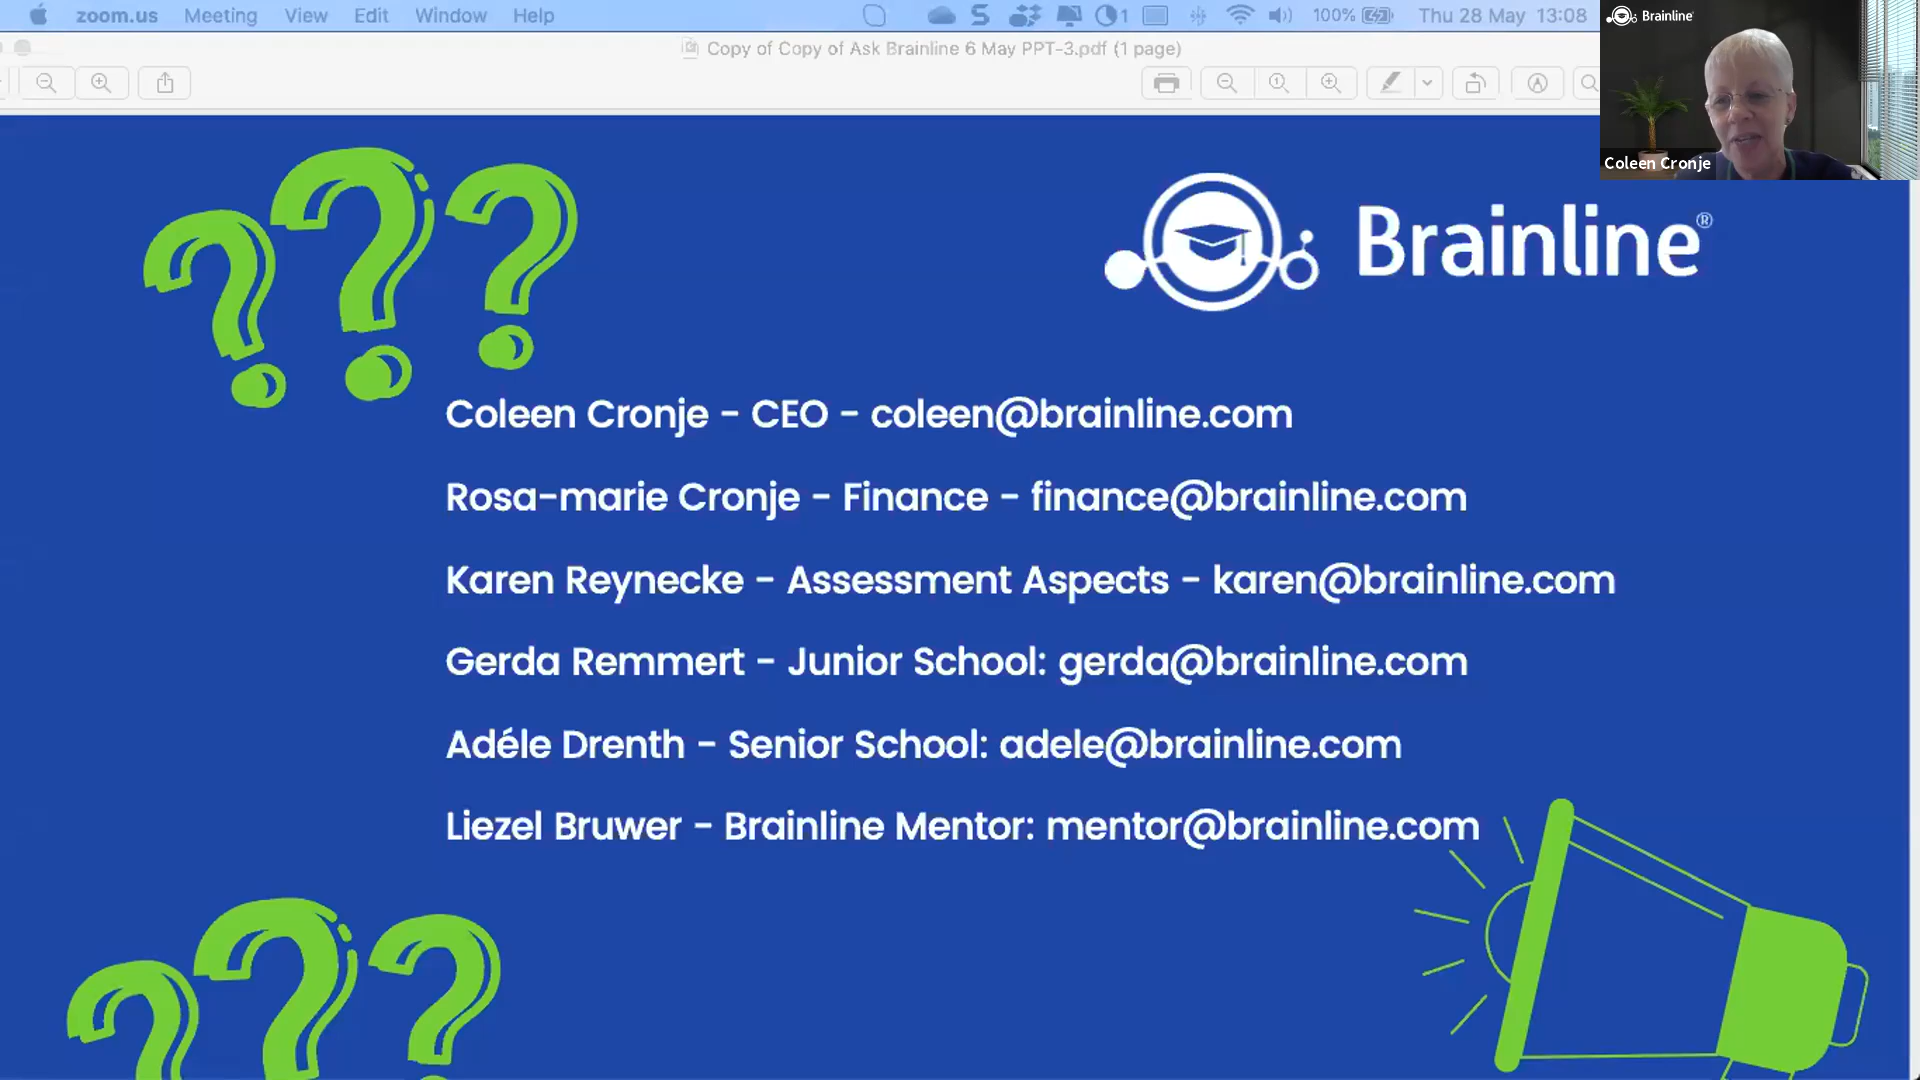 zoom.us Meeting View Edit Window Help 1 100% Thu 28 May 13:08
Brainline
Copy of Copy of Ask Brainline 6 May PPT-3.pdf (1 page)
Coleen Cronje
Brainline®
Coleen Cronje - CEO - coleen@brainline.com
Rosa-marie Cronje - Finance - finance@brainline.com
Karen Reynecke - Assessment Aspects - karen@brainline.com
Gerda Remmert - Junior School: gerda@brainline.com
Adéle Drenth - Senior School: adele@brainline.com
Liezel Bruwer - Brainline Mentor: mentor@brainline.com